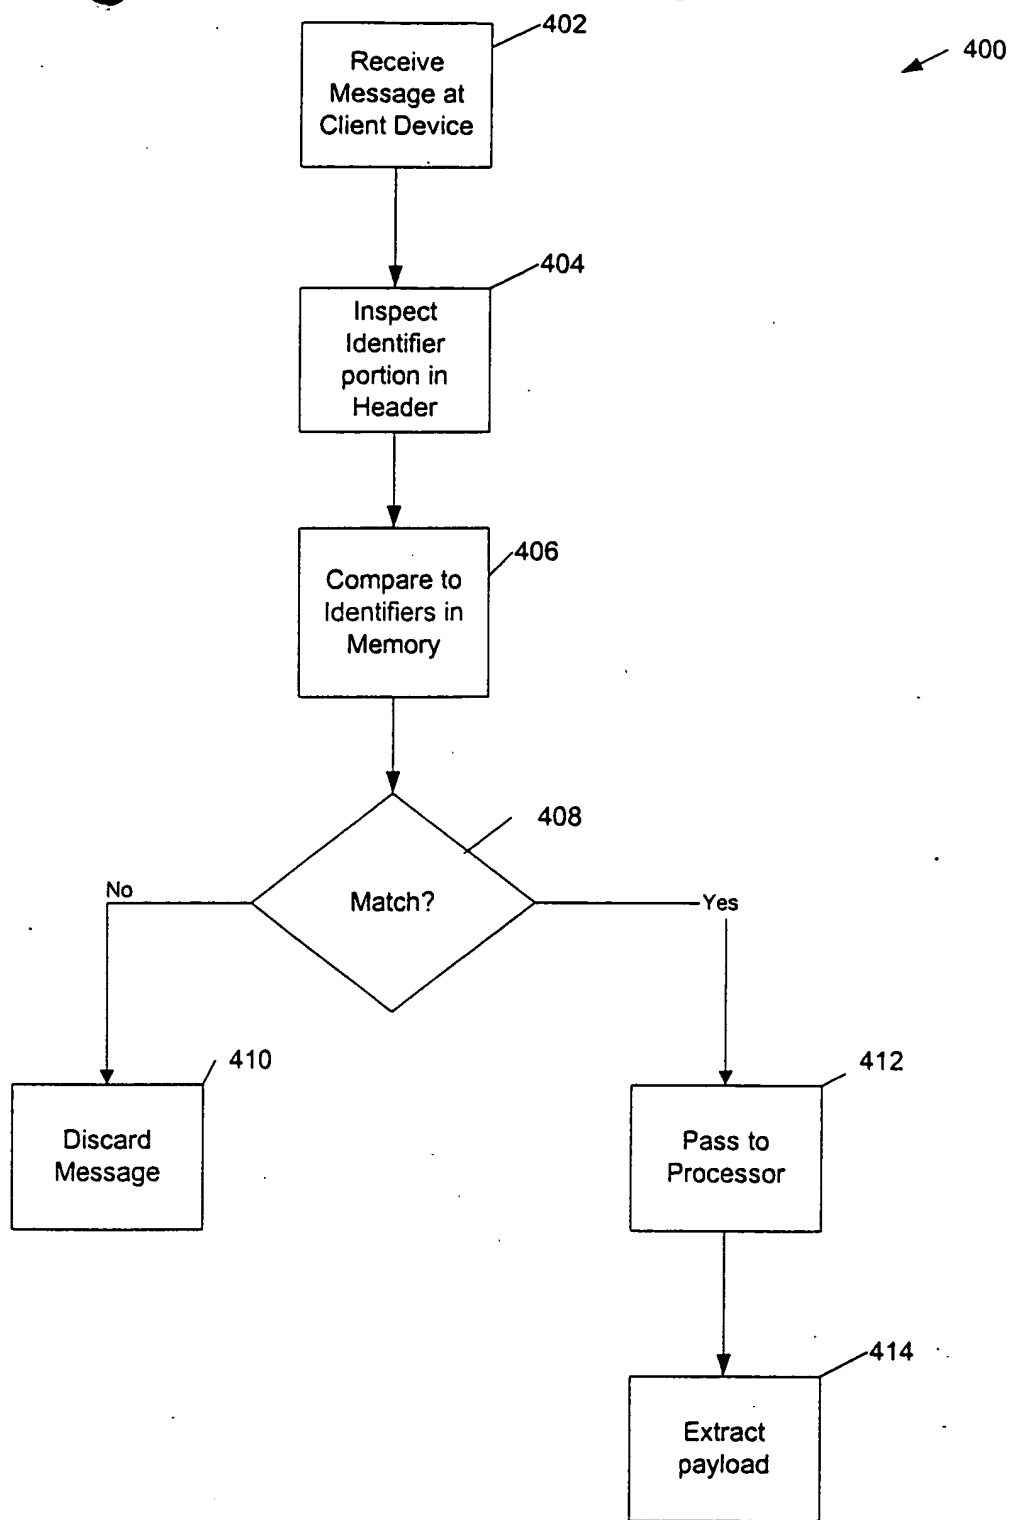 402
400
Receive
Message at
Client Device
404
Inspect
Identifier
portion in
Header
406
Compare to
Identifiers in
Memory
408
No
Match?
Yes
410
412
Discard
Message
Pass to
Processor
414
Extract
payload